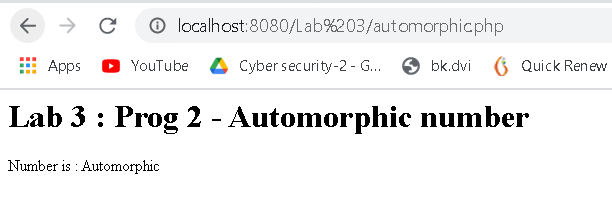 localhost:8080/Lab%203/automorphic.php
Apps YouTube Cyber security-2 - G... bk.dvi Quick Renew
Lab 3 : Prog 2 - Automorphic number
Number is : Automorphic